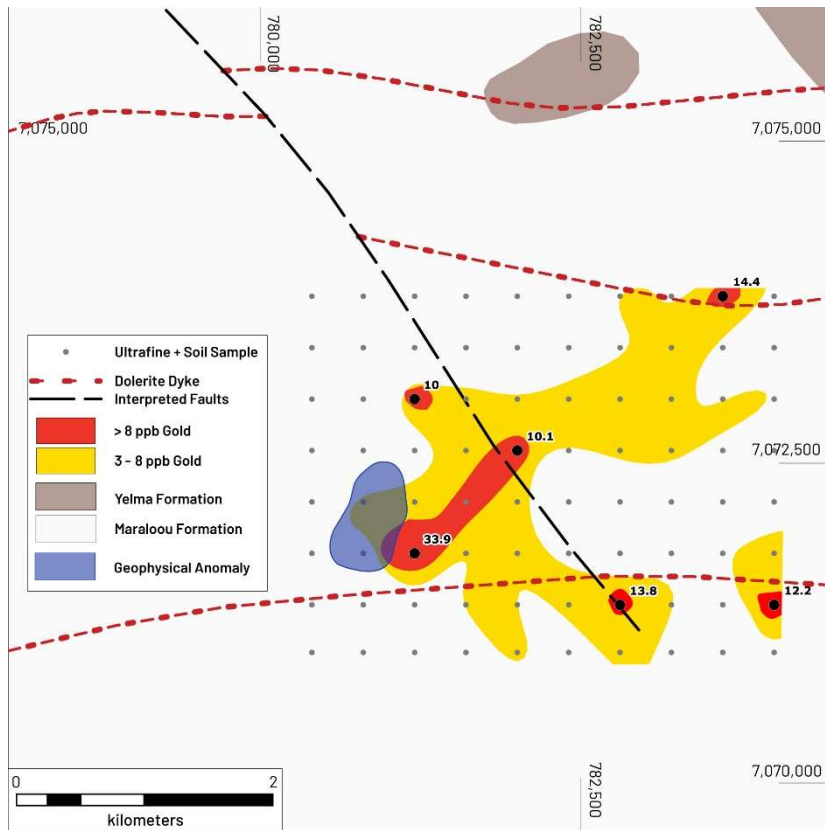 780,000
782,500
7,075,000
7,075,000
14.4
Ultrafine + Soil Sample
Dolerite Dyke
Interpreted Faults
> 8 ppb Gold
3 - 8 ppb Gold
Yelma Formation
Maraloou Formation
Geophysical Anomaly
10
10.1
7,072,500
33.9
13.8
12.2
0
2
kilometers
782,500
7,070,000